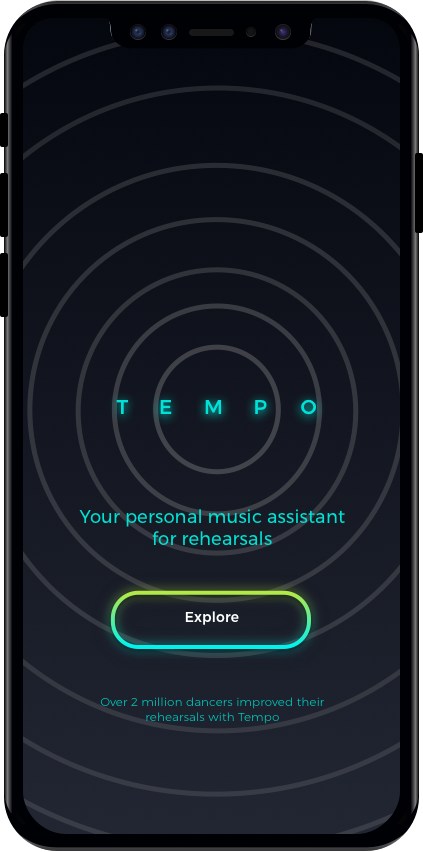 T E M P O
Your personal music assistant
for rehearsals
Explore
Over 2 million dancers improved their
rehearsals with Tempo